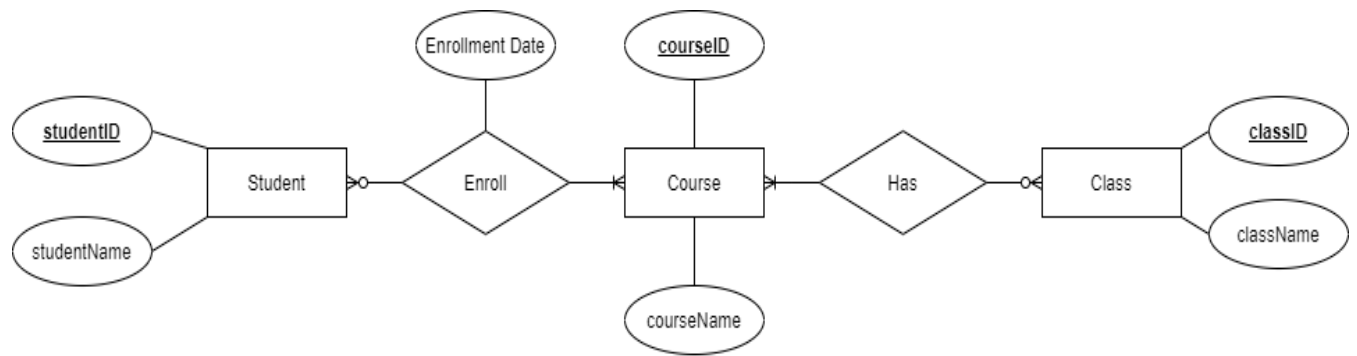 Enrollment Date
courseID
studentID
classID
Student
Enroll
Course
Has
Class
studentName
className
courseName